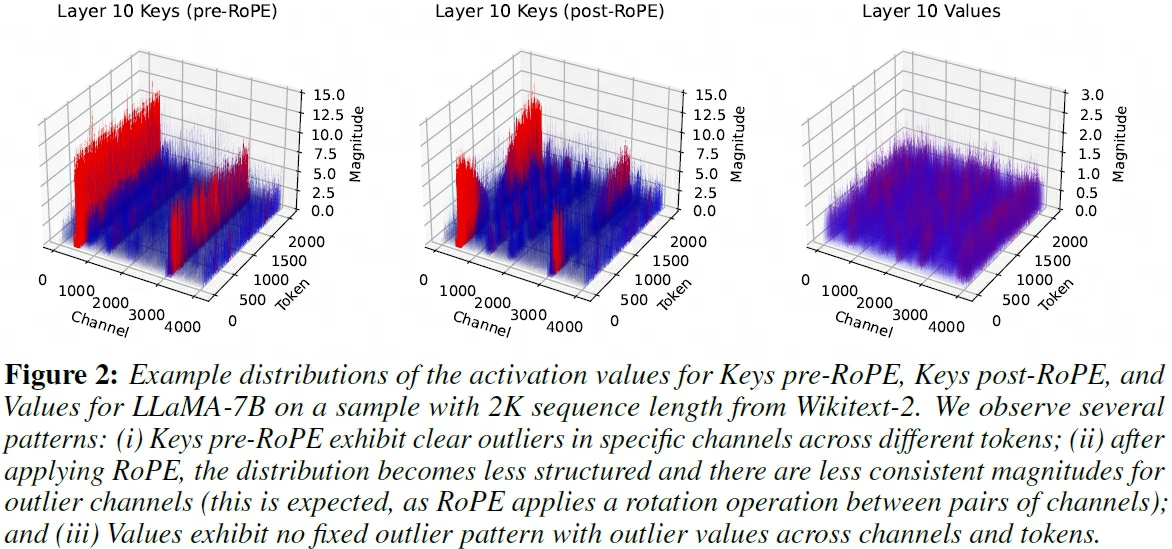 Layer 10 Keys (pre-RoPE)
Layer 10 Keys (post-RoPE)
Layer 10 Values
15.0
12.5
10.0
7.5
5.0
2.5
0.0
Magnitude
0
1000
2000
3000
4000
Channel
0
500
1000
1500
2000
Token
15.0
12.5
10.0
7.5
5.0
2.5
0.0
Magnitude
0
1000
2000
3000
4000
Channel
0
500
1000
1500
2000
Token
3.0
2.5
2.0
1.5
1.0
0.5
0.0
Magnitude
0
1000
2000
3000
4000
Channel
0
500
1000
1500
2000
Token
Figure 2: Example distributions of the activation values for Keys pre-RoPE, Keys post-RoPE, and
Values for LLaMA-7B on a sample with 2K sequence length from Wikitext-2. We observe several
patterns: (i) Keys pre-RoPE exhibit clear outliers in specific channels across different tokens; (ii) after
applying RoPE, the distribution becomes less structured and there are less consistent magnitudes for
outlier channels (this is expected, as RoPE applies a rotation operation between pairs of channels);
and (iii) Values exhibit no fixed outlier pattern with outlier values across channels and tokens.